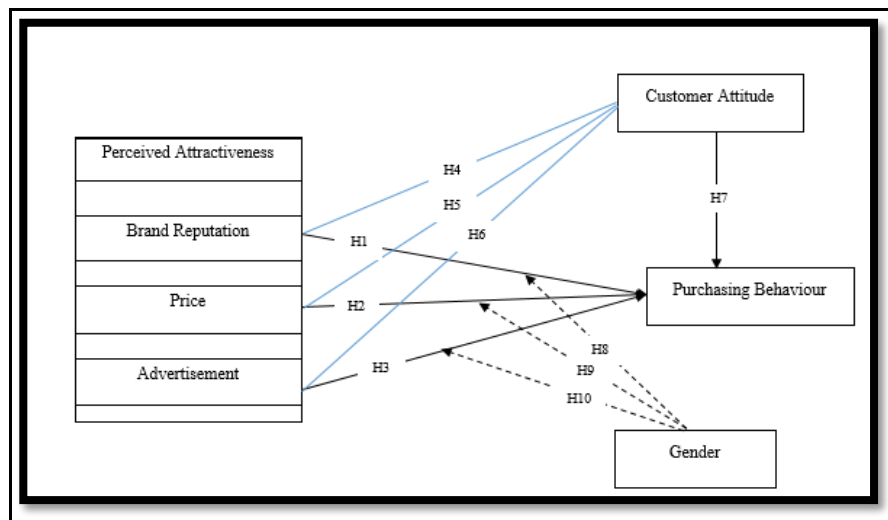 Customer Attitude
Perceived Attractiveness
H4
H7
H5
Brand Reputation
H6
H1
Price
H2
Purchasing Behaviour
H8
Advertisement
H3
H9
H10
Gender